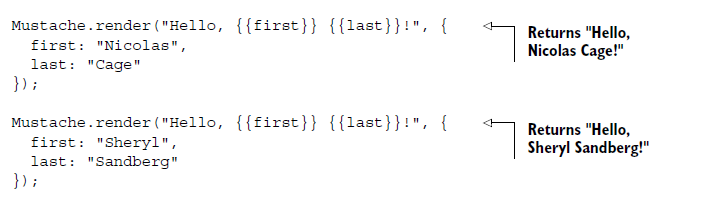 Mustache.render("Hello, {{first}} {{last}}!", {
first: "Nicolas",
last: "Cage"
});
Returns "Hello,
Nicolas Cage!"
Mustache.render("Hello, {{first}} {{last}}!", {
first: "Sheryl",
last: "Sandberg"
});
Returns "Hello,
Sheryl Sandberg!"